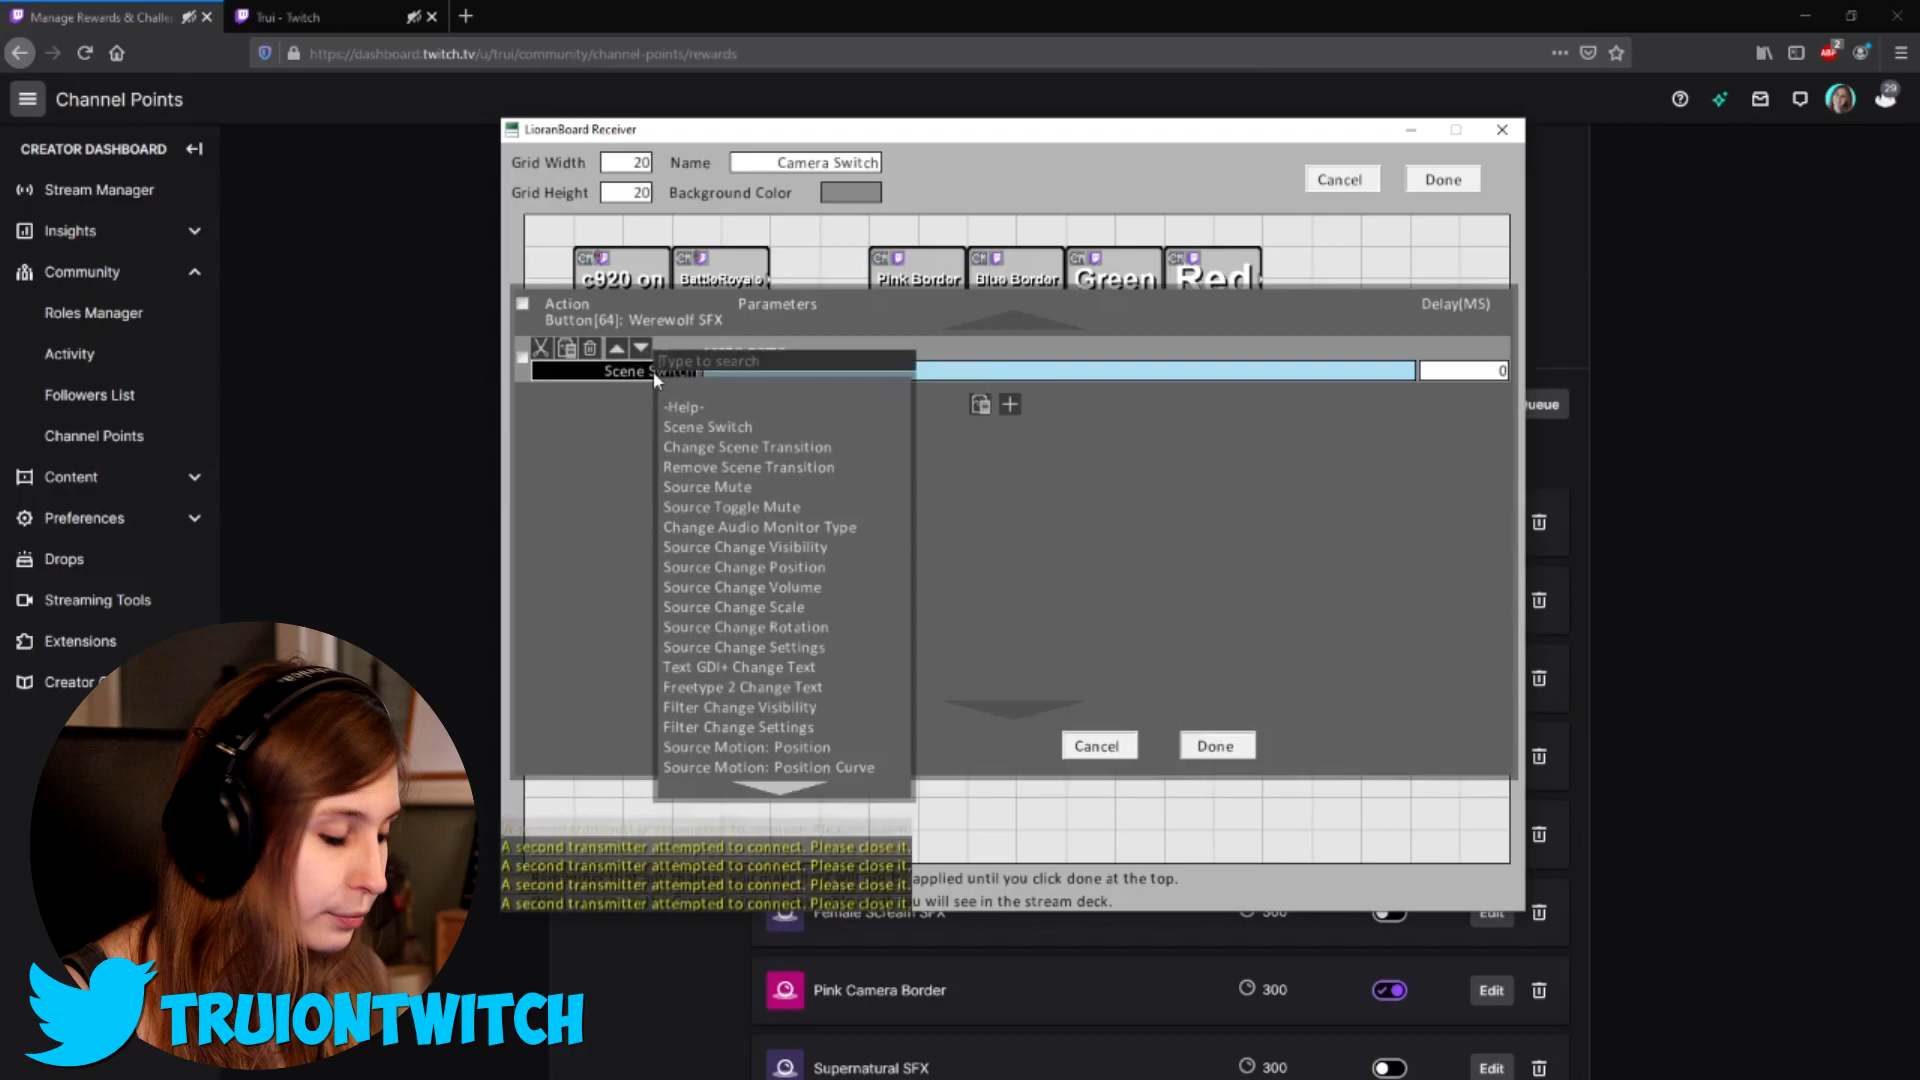 Manage Rewards & Challe
Trui - Twitch
https://dashboard.twitch.tv/u/trui/community/channel-points/rewards
ABP
2
Channel Points
29
CREATOR DASHBOARD
Stream Manager
Insights
Community
Roles Manager
Activity
Followers List
Channel Points
Content
Preferences
Drops
Streaming Tools
Extensions
Creator
LioranBoard Receiver
Grid Width 20 Name Camera Switch
Grid Height 20 Background Color
Cancel Done
c920 on
BattleRoyale
Pink Border
Blue Border
Green
Red
Action Parameters Delay(MS)
Button[64]: Werewolf SFX
Scene Switch
0
Type to search
-Help-
Scene Switch
Change Scene Transition
Remove Scene Transition
Source Mute
Source Toggle Mute
Change Audio Monitor Type
Source Change Visibility
Source Change Position
Source Change Volume
Source Change Scale
Source Change Rotation
Source Change Settings
Text GDI+ Change Text
Freetype 2 Change Text
Filter Change Visibility
Filter Change Settings
Source Motion: Position
Source Motion: Position Curve
Cancel Done
A second transmitter attempted to connect. Please close it.
A second transmitter attempted to connect. Please close it.
A second transmitter attempted to connect. Please close it.
A second transmitter attempted to connect. Please close it.
applied until you click done at the top.
will see in the stream deck.
Female Scream SFX 300 Edit
Pink Camera Border 300 Edit
Supernatural SFX 300 Edit
TRUIONTWITCH